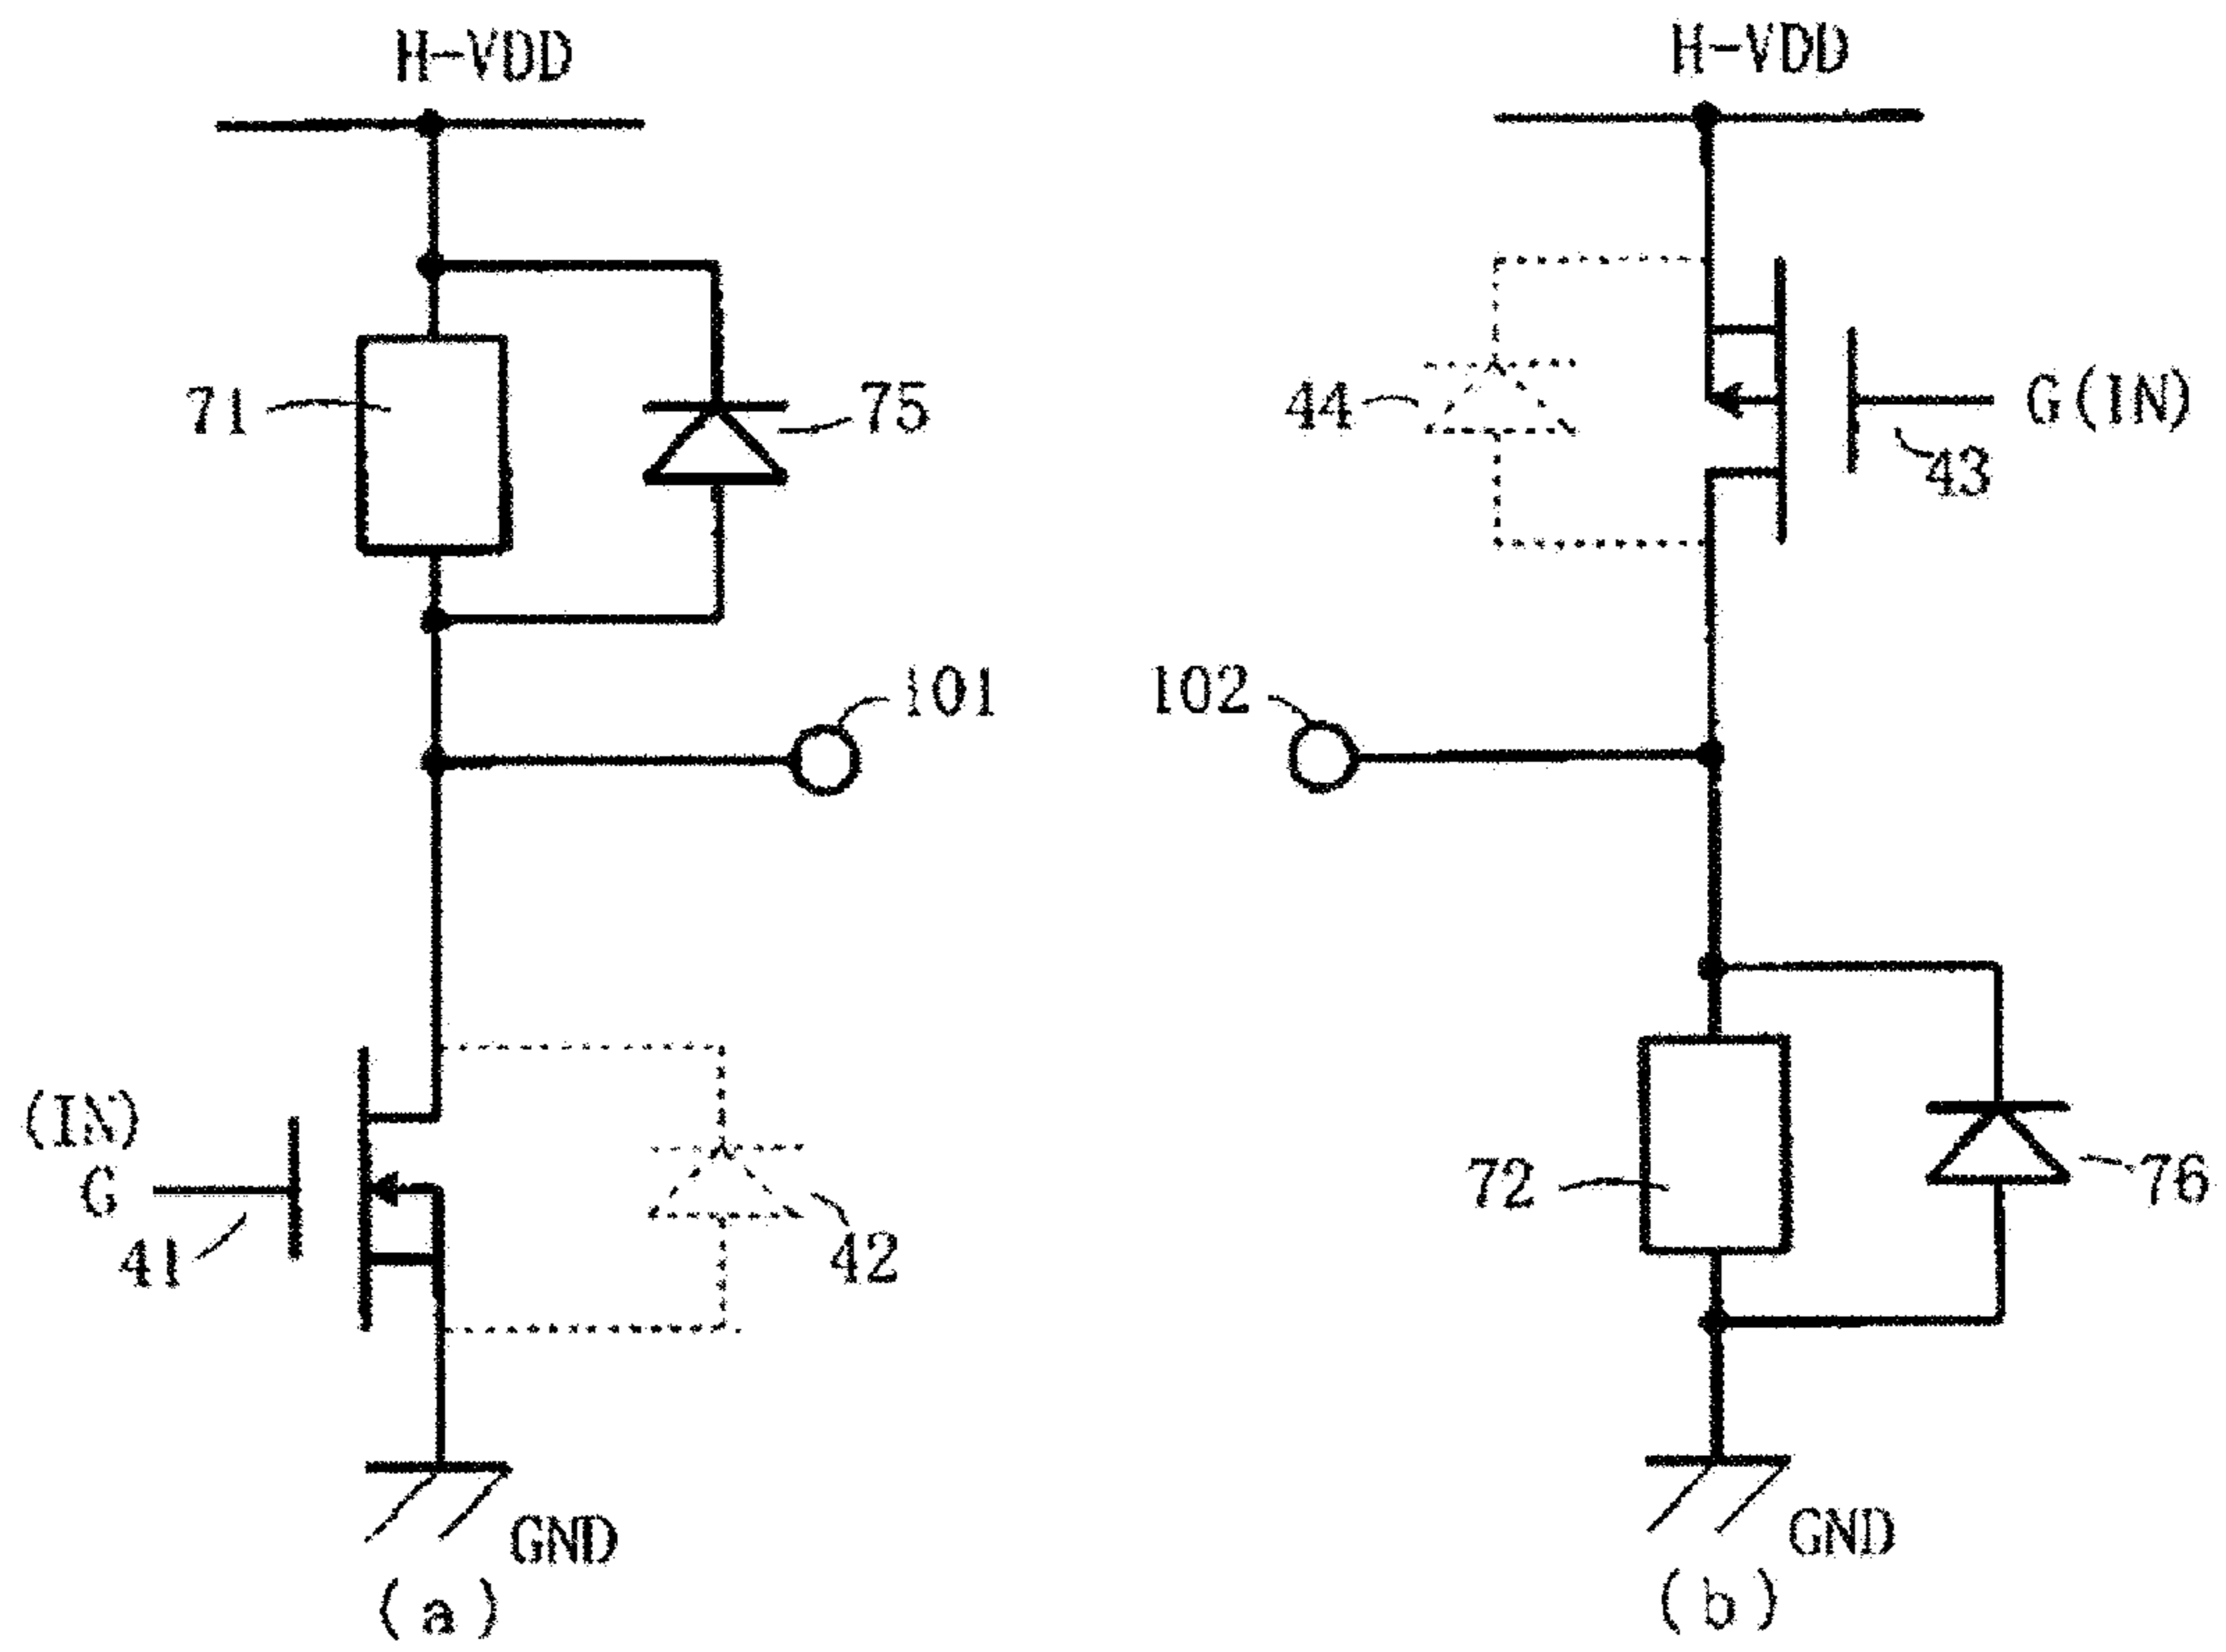 H-VDD
71
75
101
(IN)
G
41
42
GND
(a)
H-VDD
44
G(IN)
43
102
72
76
GND
(b)